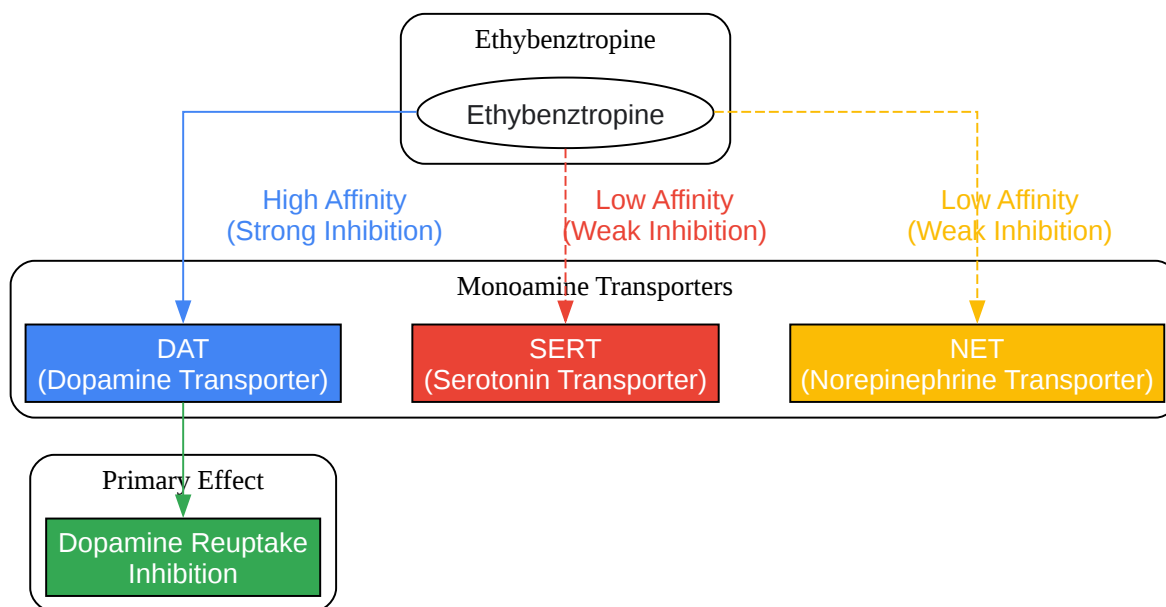 Ethybenztropine
Ethybenztropine
High Affinity
(Strong Inhibition)
Low Affinity
(Weak Inhibition)
Low Affinity
(Weak Inhibition)
Monoamine Transporters
DAT
(Dopamine Transporter)
SERT
(Serotonin Transporter)
NET
(Norepinephrine Transporter)
Primary Effect
Dopamine Reuptake
Inhibition